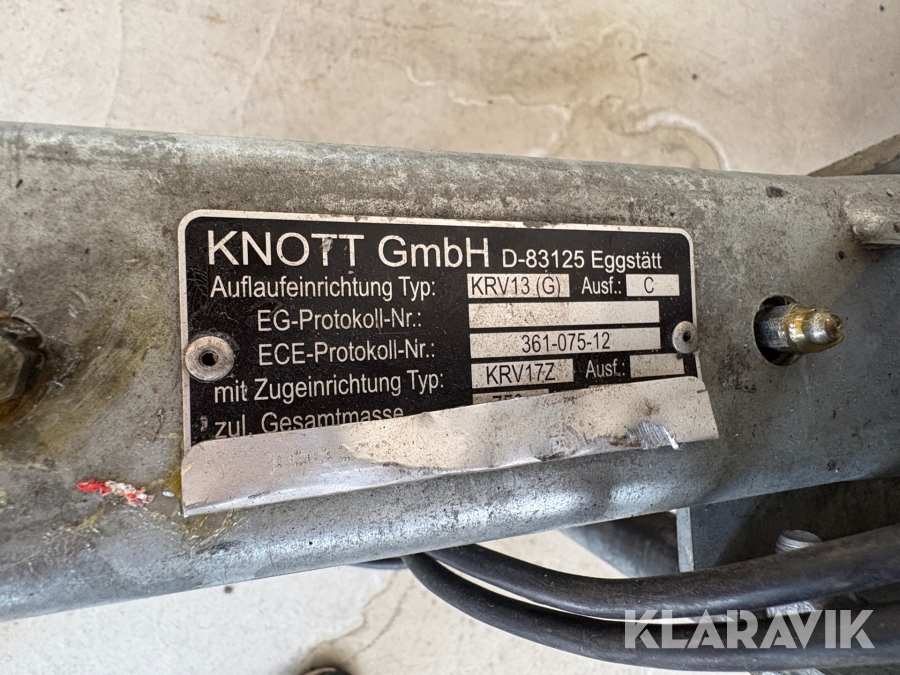 KNOTT GmbH D-83125 Eggstätt
Auflaufeinrichtung Typ: KRV13 (G) Ausf.: C
EG-Protokoll-Nr.:
ECE-Protokoll-Nr.: 361-075-12
mit Zugeinrichtung Typ: KRV17-Z Ausf.:
zul. Gesamtmasse
KLARAVIK